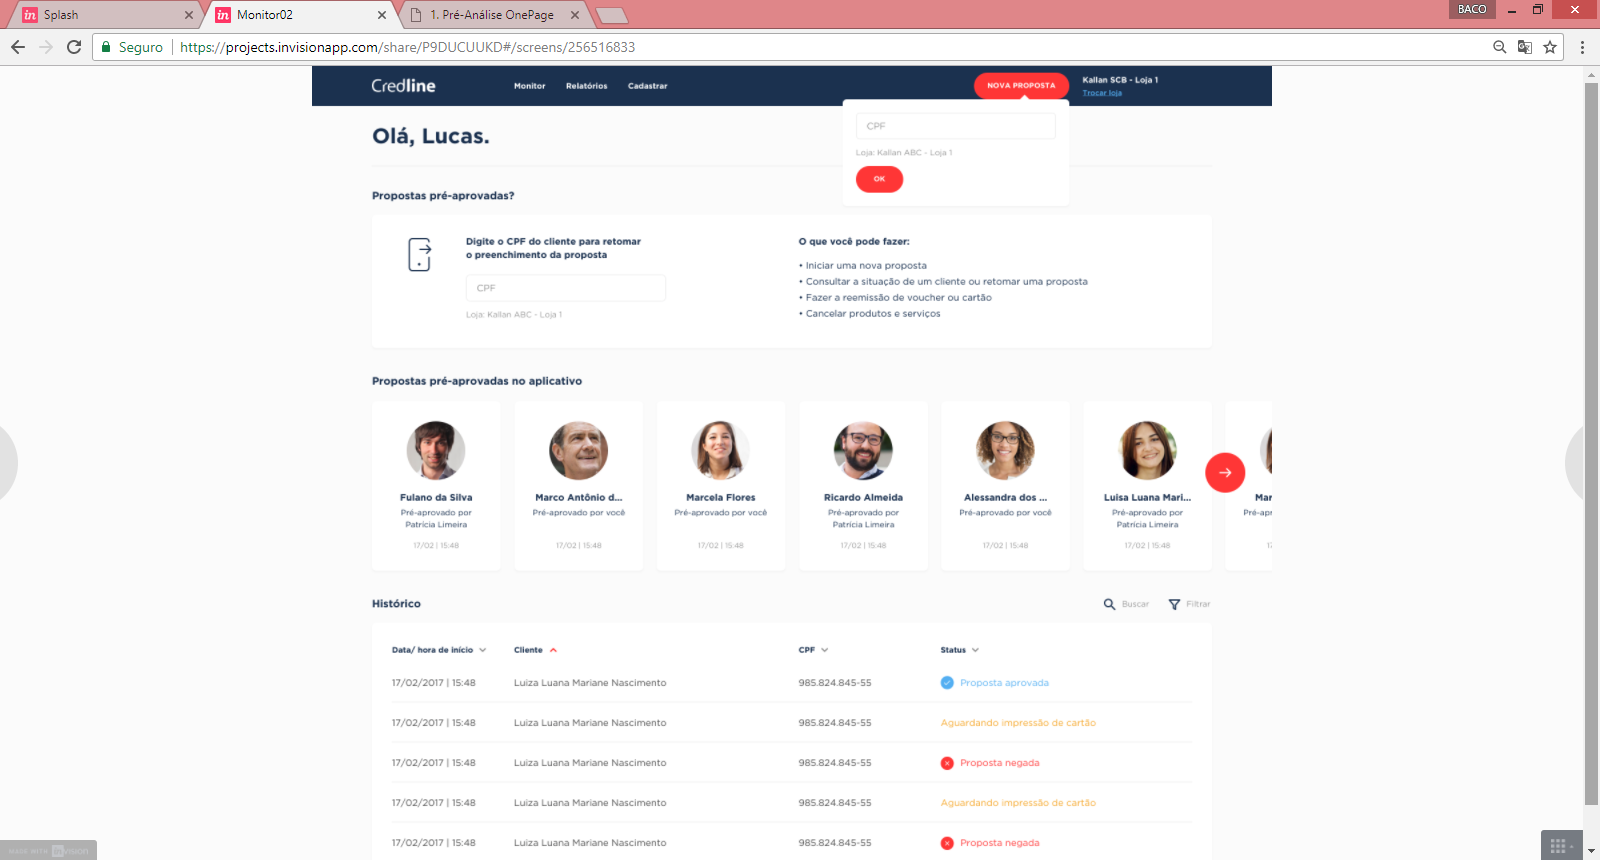 Splash
Monitor02
1. Pré-Análise OnePage
BACO
Seguro
https://projects.invisionapp.com/share/P9DUCUUKD#/screens/256516833
Credline
Monitor
Relatórios
Cadastrar
NOVA PROPOSTA
Kallan SCB - Loja 1
Trocar loja
CPF
Loja: Kallan ABC - Loja 1
OK
Olá, Lucas.
Propostas pré-aprovadas?
Digite o CPF do cliente para retomar
o preenchimento da proposta
CPF
Loja: Kallan ABC - Loja 1
O que você pode fazer:
• Iniciar uma nova proposta
• Consultar a situação de um cliente ou retomar uma proposta
• Fazer a reemissão de voucher ou cartão
• Cancelar produtos e serviços
Propostas pré-aprovadas no aplicativo
Fulano da Silva
Pré-aprovado por
Patrícia Limeira
17/02 | 15:48
Marco Antônio d...
Pré-aprovado por você
17/02 | 15:48
Marcela Flores
Pré-aprovado por você
17/02 | 15:48
Ricardo Almeida
Pré-aprovado por
Patrícia Limeira
17/02 | 15:48
Alessandra dos ...
Pré-aprovado por você
17/02 | 15:48
Luisa Luana Mari...
Pré-aprovado por
Patrícia Limeira
17/02 | 15:48
Mar
Pré-ap
17
Histórico
Buscar
Filtrar
Data/ hora de início
Cliente
CPF
Status
17/02/2017 | 15:48 Luiza Luana Mariane Nascimento 985.824.845-55 Proposta aprovada
17/02/2017 | 15:48 Luiza Luana Mariane Nascimento 985.824.845-55 Aguardando impressão de cartão
17/02/2017 | 15:48 Luiza Luana Mariane Nascimento 985.824.845-55 Proposta negada
17/02/2017 | 15:48 Luiza Luana Mariane Nascimento 985.824.845-55 Aguardando impressão de cartão
17/02/2017 | 15:48 Luiza Luana Mariane Nascimento 985.824.845-55 Proposta negada
MADE WITH invision